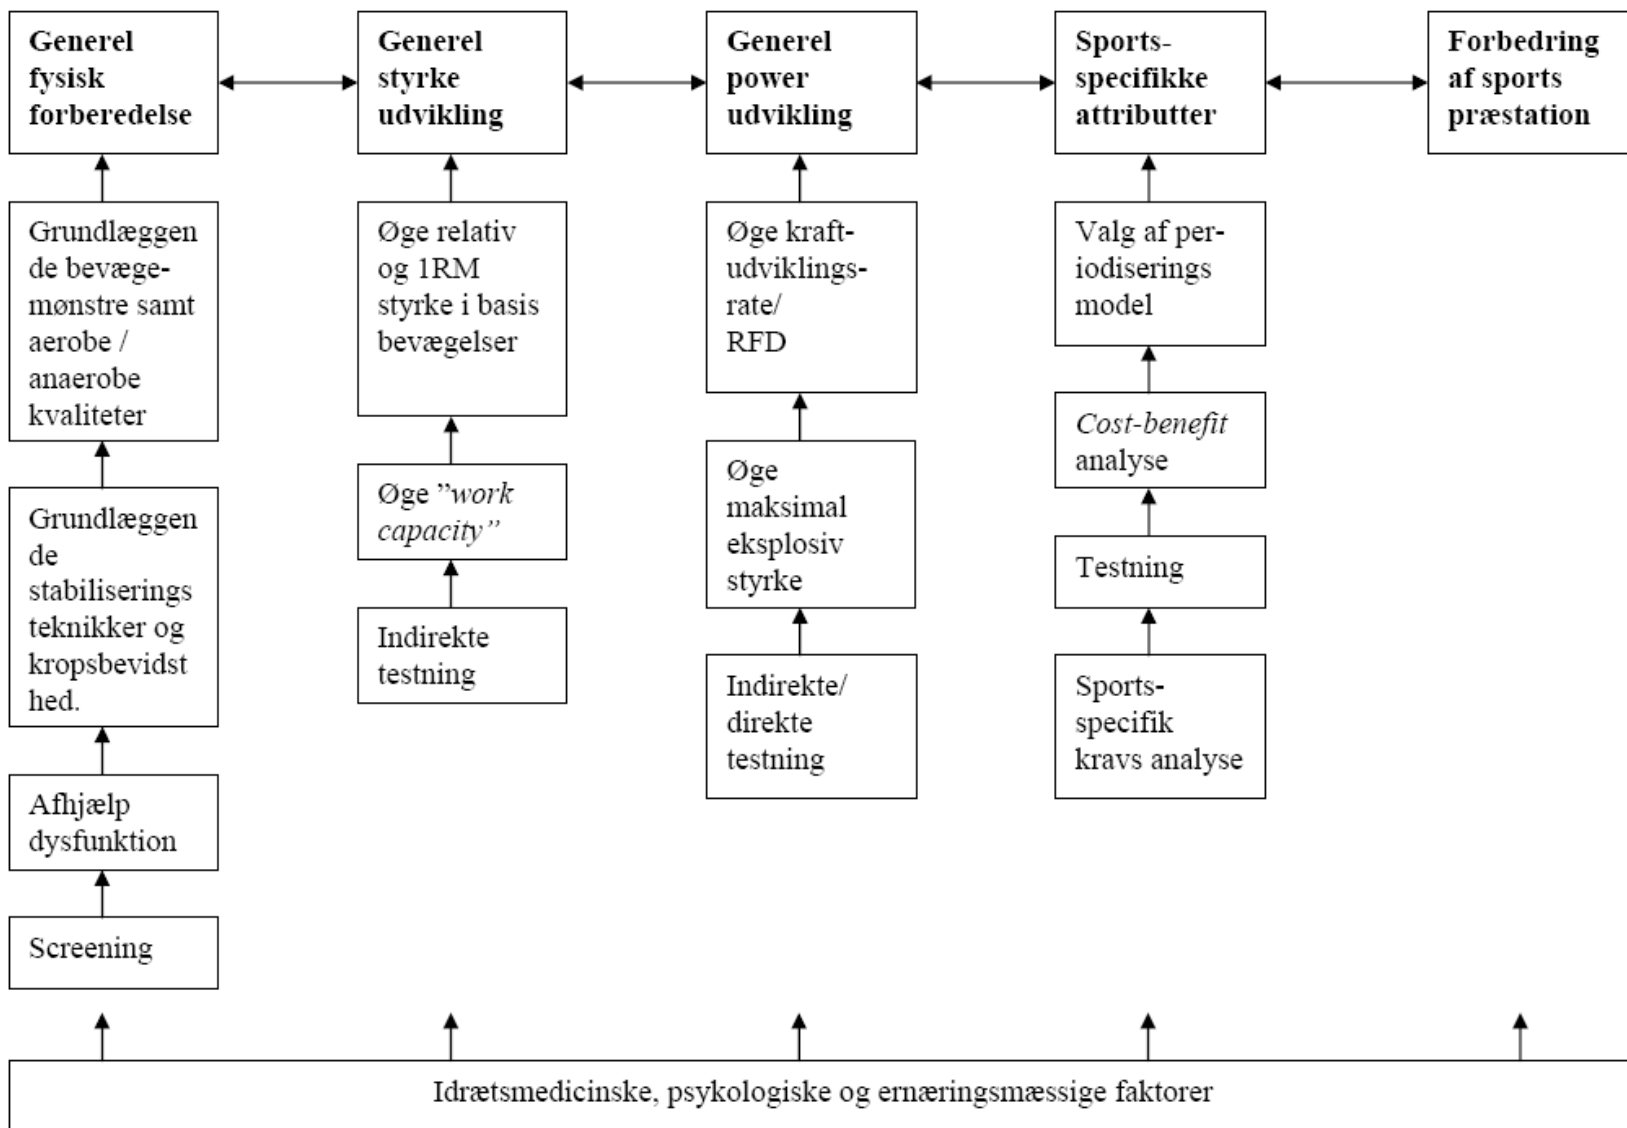 Generel
fysisk
forberedelse
Generel
styrke
udvikling
Generel
power
udvikling
Sports-
specifikke
attributter
Forbedring
af sports
præstation
Grundlæggen
de bevæge-
mønstre samt
aerobe /
anaerobe
kvaliteter
Grundlæggen
de
stabiliserings
teknikker og
kropsbevidst
hed.
Afhjælp
dysfunktion
Screening
Øge relativ
og 1RM
styrke i basis
bevægelser
Øge ”work
capacity”
Indirekte
testning
Øge kraft-
udviklings-
rate/
RFD
Øge
maksimal
eksplosiv
styrke
Indirekte/
direkte
testning
Valg af per-
iodiserings
model
Cost-benefit
analyse
Testning
Sports-
specifik
kravs analyse
Idrætsmedicinske, psykologiske og ernæringsmæssige faktorer